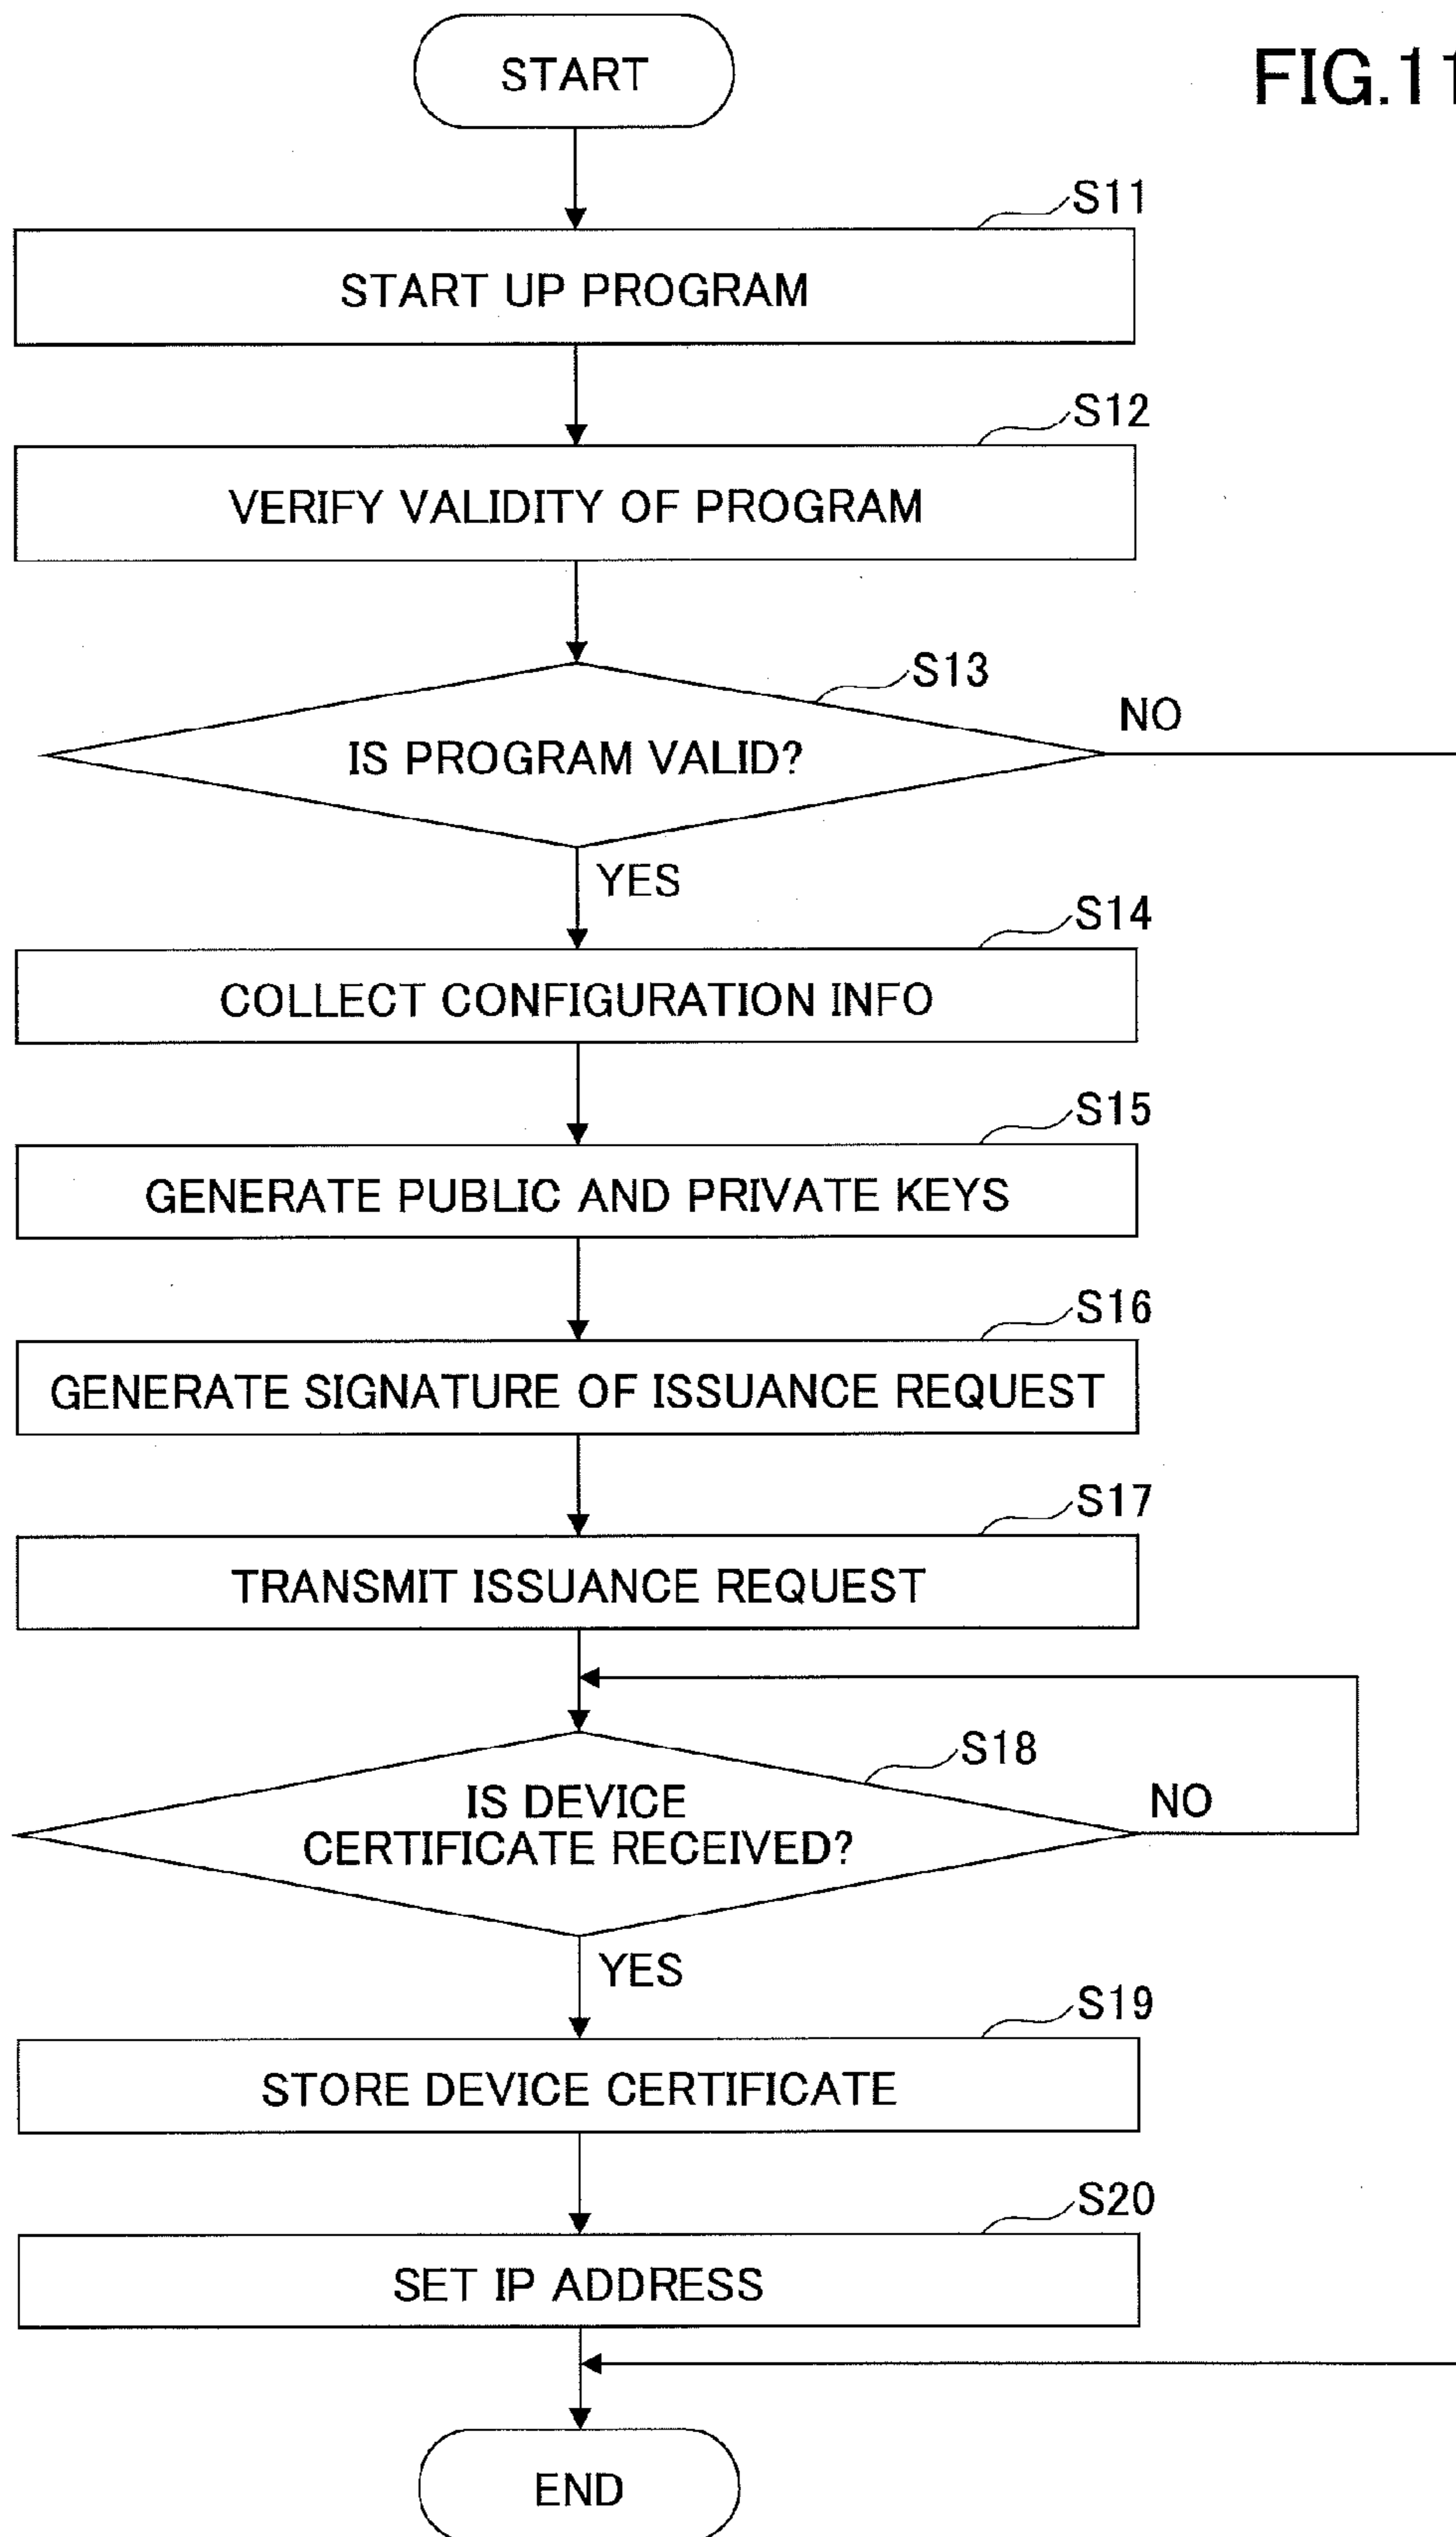 START
FIG.11
S11
START UP PROGRAM
S12
VERIFY VALIDITY OF PROGRAM
S13
IS PROGRAM VALID?
NO
YES
S14
COLLECT CONFIGURATION INFO
S15
GENERATE PUBLIC AND PRIVATE KEYS
S16
GENERATE SIGNATURE OF ISSUANCE REQUEST
S17
TRANSMIT ISSUANCE REQUEST
S18
IS DEVICE
CERTIFICATE RECEIVED?
NO
YES
S19
STORE DEVICE CERTIFICATE
S20
SET IP ADDRESS
END